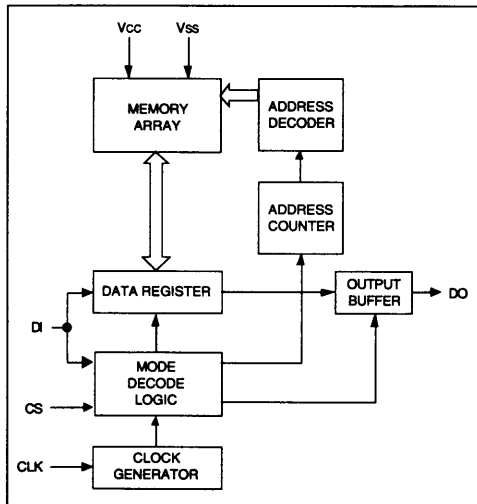 Vcc Vss
MEMORY
ARRAY
ADDRESS
DECODER
ADDRESS
COUNTER
DATA REGISTER
OUTPUT
BUFFER
DO
DI
MODE
DECODE
LOGIC
CS
CLK
CLOCK
GENERATOR